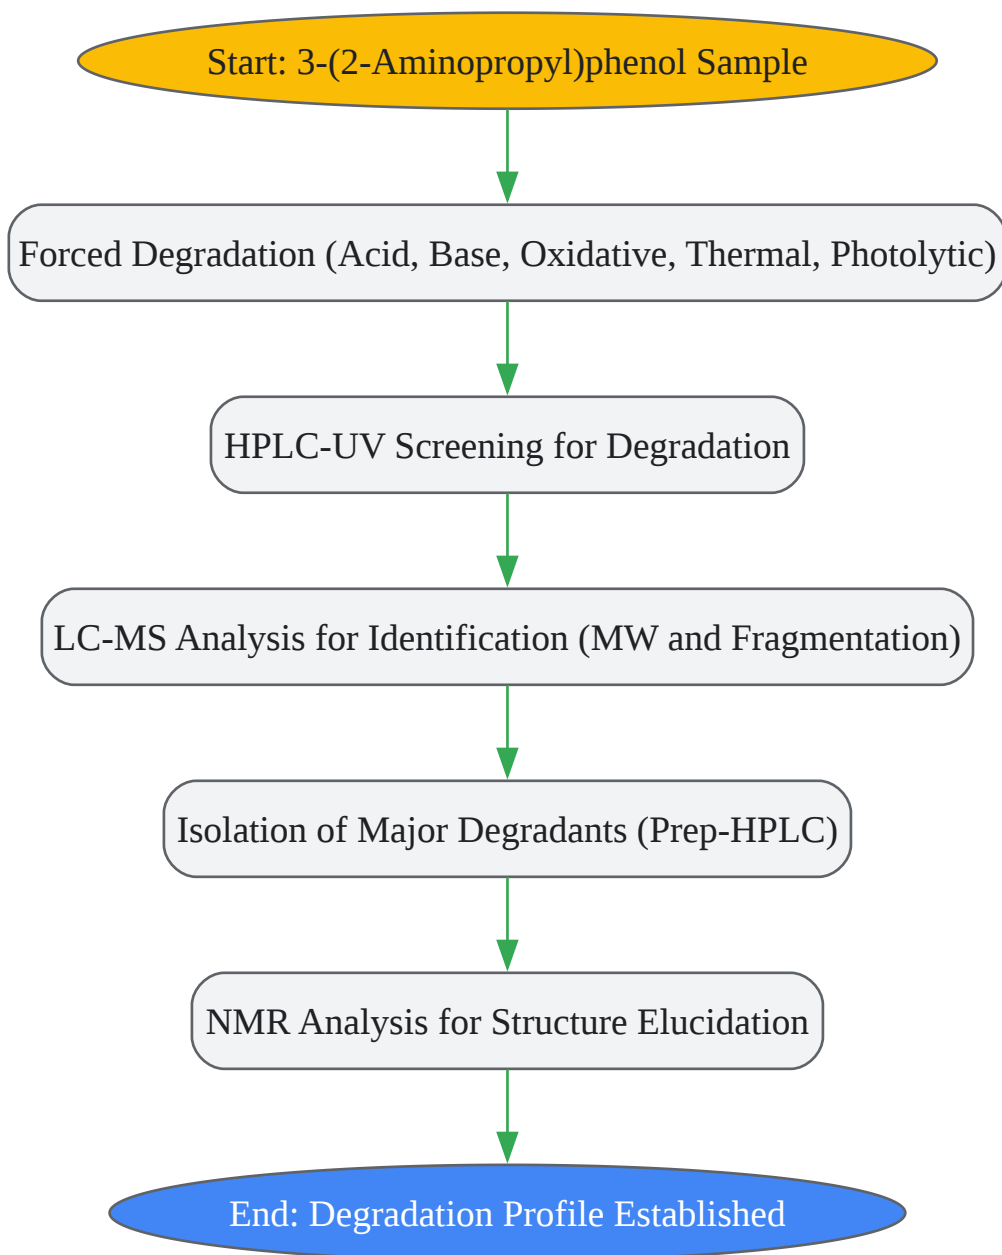 Start: 3-(2-Aminopropyl)phenol Sample
Forced Degradation (Acid, Base, Oxidative, Thermal, Photolytic)
HPLC-UV Screening for Degradation
LC-MS Analysis for Identification (MW and Fragmentation)
Isolation of Major Degradants (Prep-HPLC)
NMR Analysis for Structure Elucidation
End: Degradation Profile Established